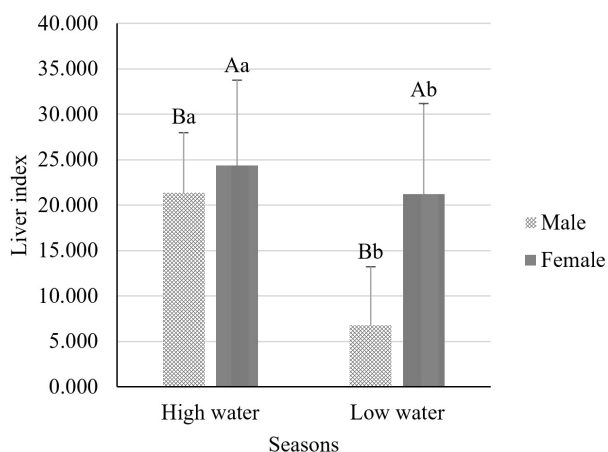 40.000
35.000
30.000
25.000
20.000
15.000
10.000
5.000
0.000
Liver index
Ba
Aa
Bb
Ab
High water
Low water
Seasons
Male
Female